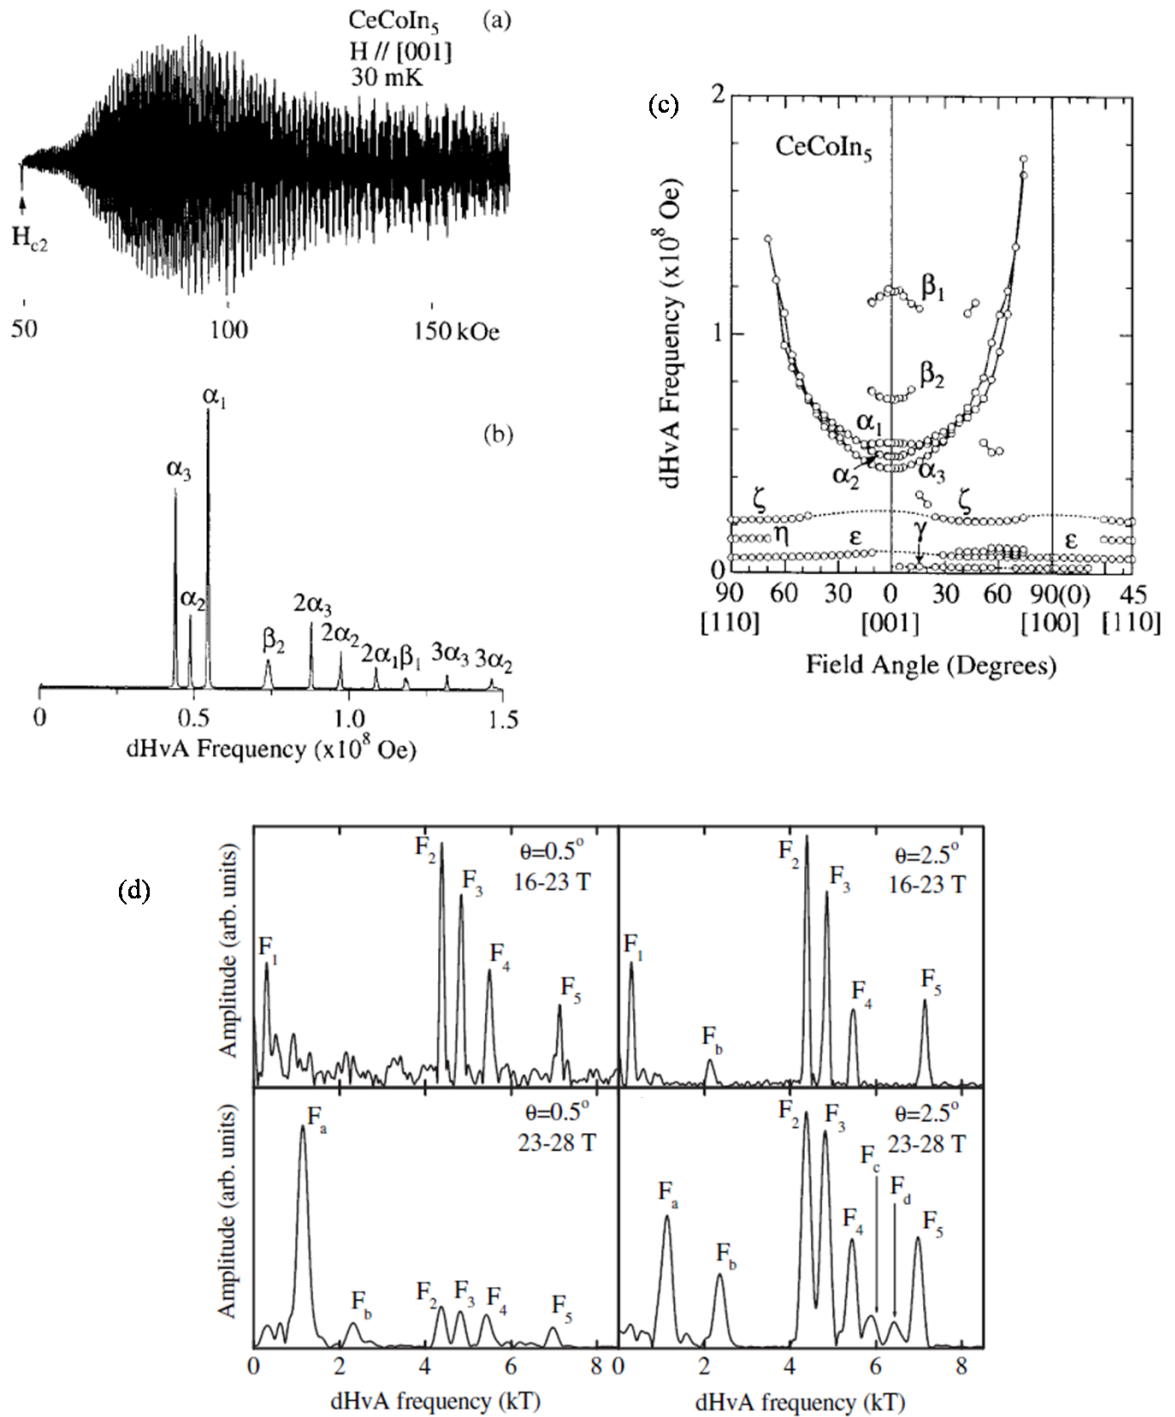 CeCoIn5 (a)
H // [001]
30 mK
Hc2
50 100 150 kOe
(b)
α1
α3
α2
β2 2α3 2α2 2α1 β1 3α3 3α2
0 0.5 1.0 1.5
dHvA Frequency (x10^8 Oe)
(c)
CeCoIn5
dHvA Frequency (x10^8 Oe)
2
1
0
β1
β2
α1
α2 α3
ζ ζ
η ε γ ε
90 60 30 0 30 60 90(0) 45
[110] [001] [100] [110]
Field Angle (Degrees)
(d)
Amplitude (arb. units)
F1 F2 F3 F4 F5
θ=0.5°
16-23 T
F1 Fb F2 F3 F4 F5
θ=2.5°
16-23 T
Amplitude (arb. units)
Fa Fb F2 F3 F4 F5
θ=0.5°
23-28 T
Fa Fb F2 F3 F4 Fc Fd F5
θ=2.5°
23-28 T
0 2 4 6 8 0 2 4 6 8
dHvA frequency (kT) dHvA frequency (kT)